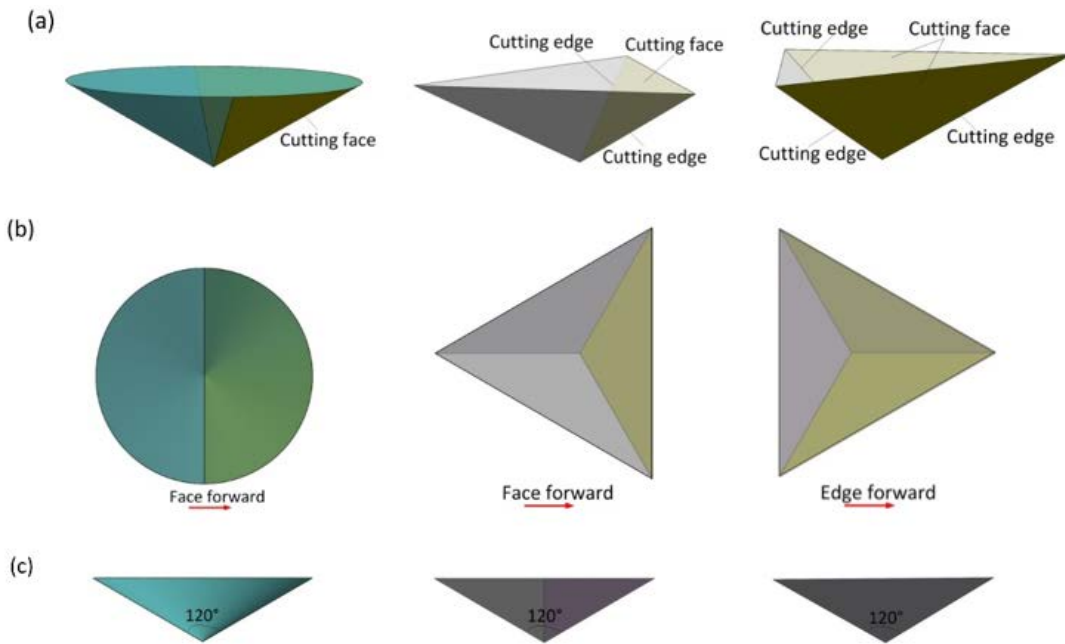 (a)
Cutting face
Cutting edge
Cutting face
Cutting edge
Cutting edge
Cutting face
Cutting edge
Cutting edge
(b)
Face forward
Face forward
Edge forward
(c)
120°
120°
120°